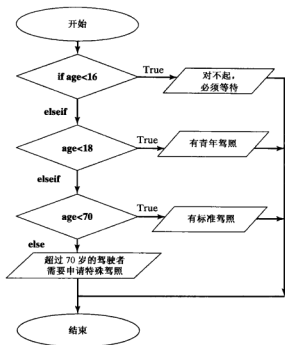 开始
if age<16
True
对不起,
必须等待
elseif
age<18
True
有青年驾照
elseif
age<70
True
有标准驾照
else
超过 70 岁的驾驶者
需要申请特殊驾照
结束